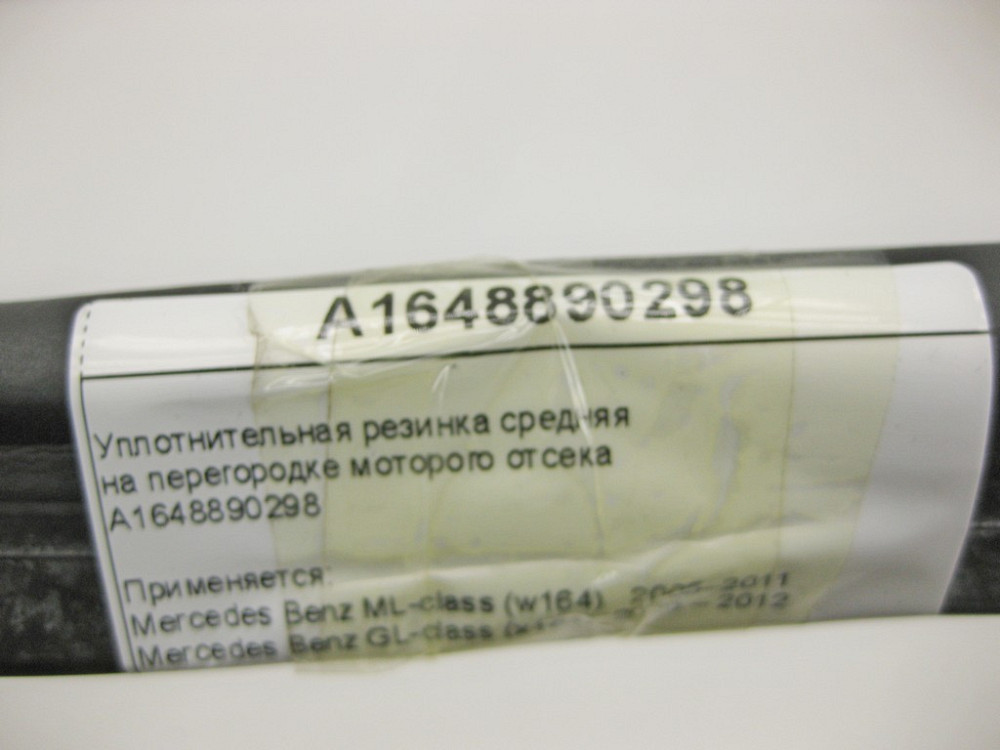 A1648890298
Уплотнительная резинка средняя
на перегородке моторого отсека
A1648890298
Применяется:
Mercedes Benz ML-class (w164) 2005-2011
Mercedes Benz GL-class - 2012